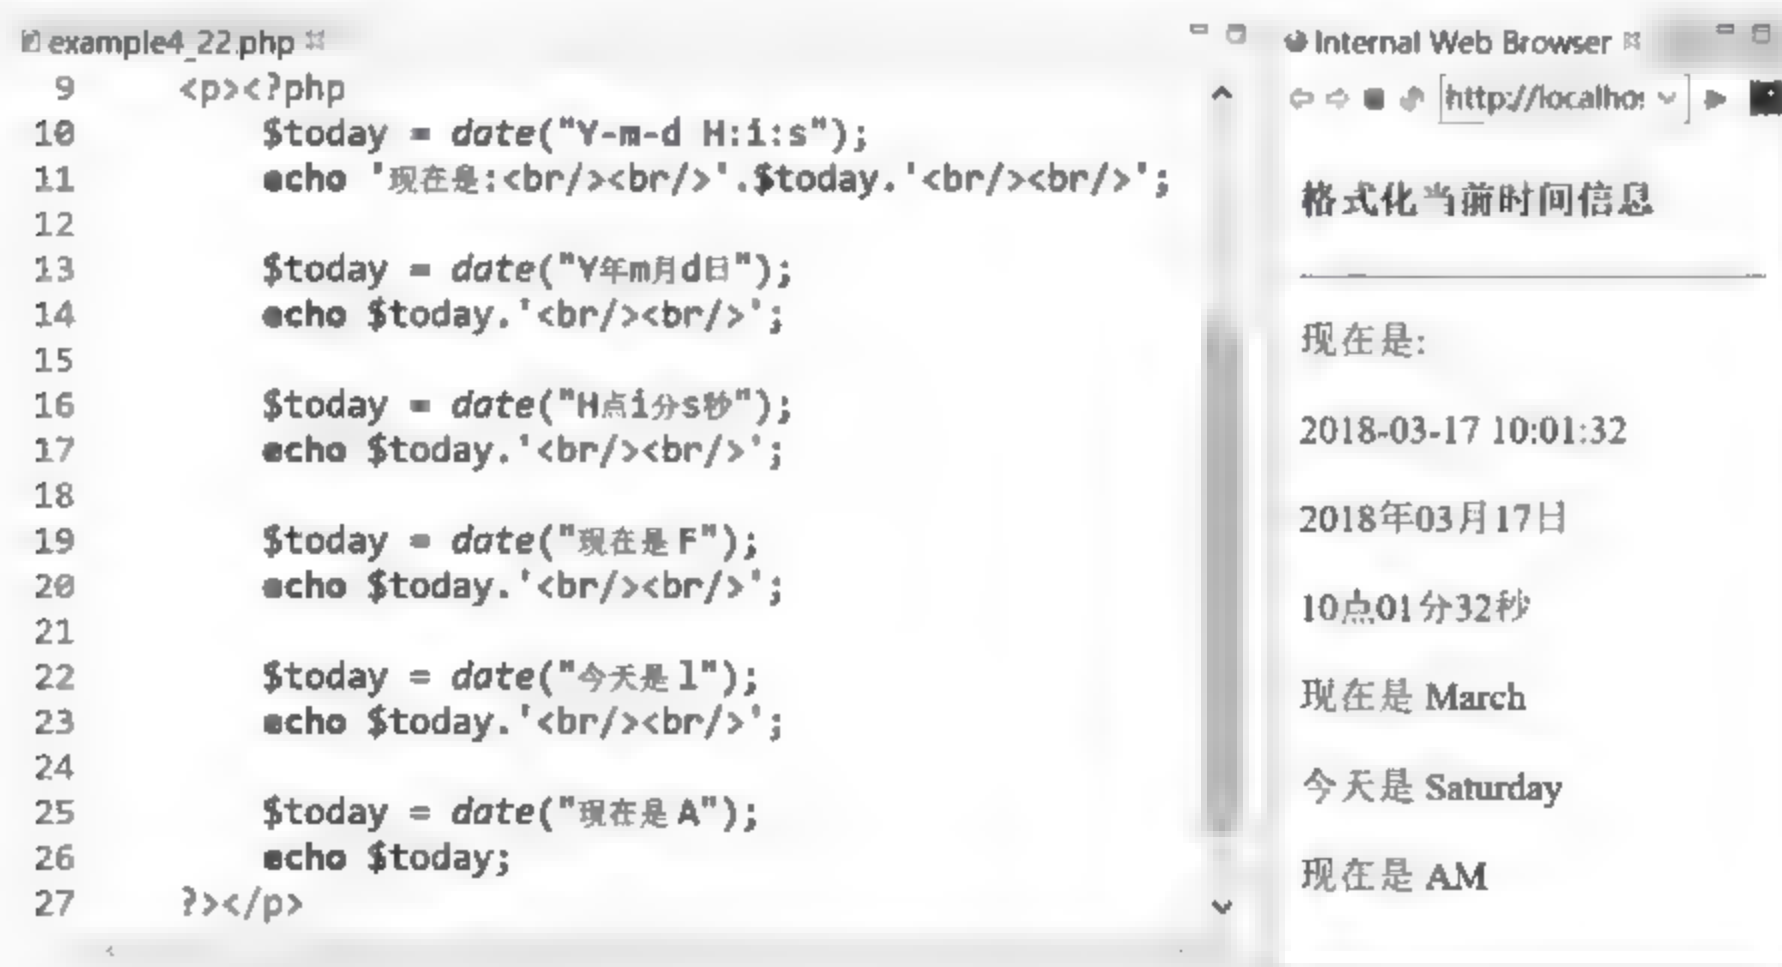 example4_22.php
9 <p><?php
10 $today = date("Y-m-d H:i:s");
11 echo '现在是:<br/><br/>'.$today.'<br/><br/>';
12
13 $today = date("Y年m月d日");
14 echo $today.'<br/><br/>';
15
16 $today = date("H点i分s秒");
17 echo $today.'<br/><br/>';
18
19 $today = date("现在是 F");
20 echo $today.'<br/><br/>';
21
22 $today = date("今天是 l");
23 echo $today.'<br/><br/>';
24
25 $today = date("现在是 A");
26 echo $today;
27 ?></p>
Internal Web Browser
http://localhos
格式化当前时间信息
现在是:
2018-03-17 10:01:32
2018年03月17日
10点01分32秒
现在是 March
今天是 Saturday
现在是 AM